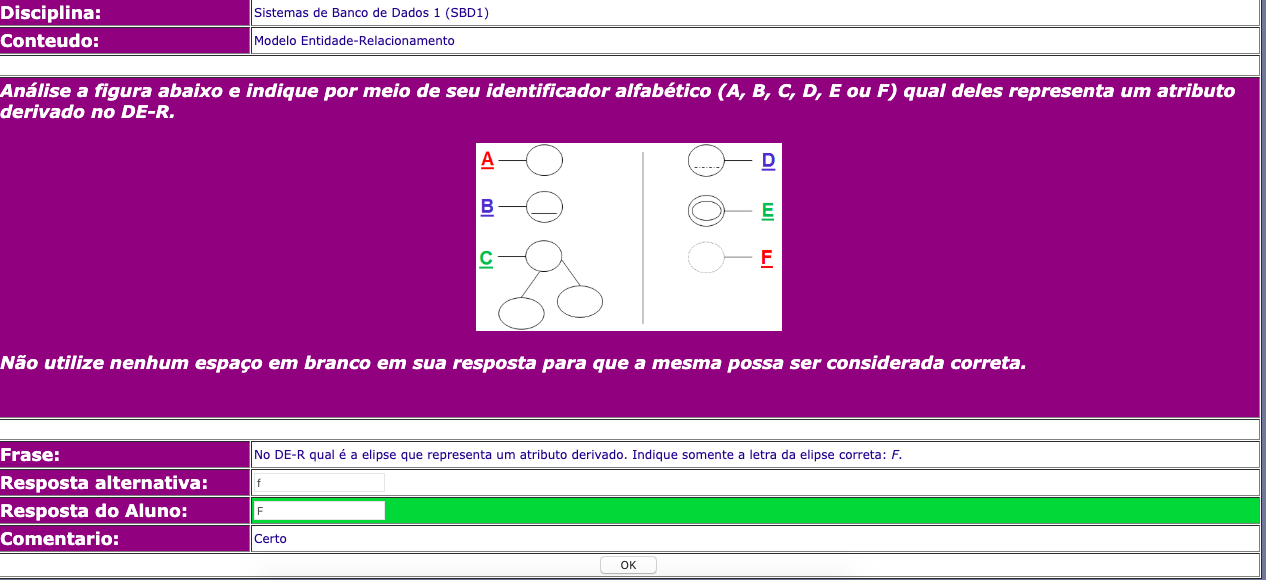 Disciplina: Sistemas de Banco de Dados 1 (SBD1)
Conteudo: Modelo Entidade-Relacionamento
Análise a figura abaixo e indique por meio de seu identificador alfabético (A, B, C, D, E ou F) qual deles representa um atributo
derivado no DE-R.
A D
B E
C F
Não utilize nenhum espaço em branco em sua resposta para que a mesma possa ser considerada correta.
Frase: No DE-R qual é a elipse que representa um atributo derivado. Indique somente a letra da elipse correta: F.
Resposta alternativa: f
Resposta do Aluno: F
Comentario: Certo
OK